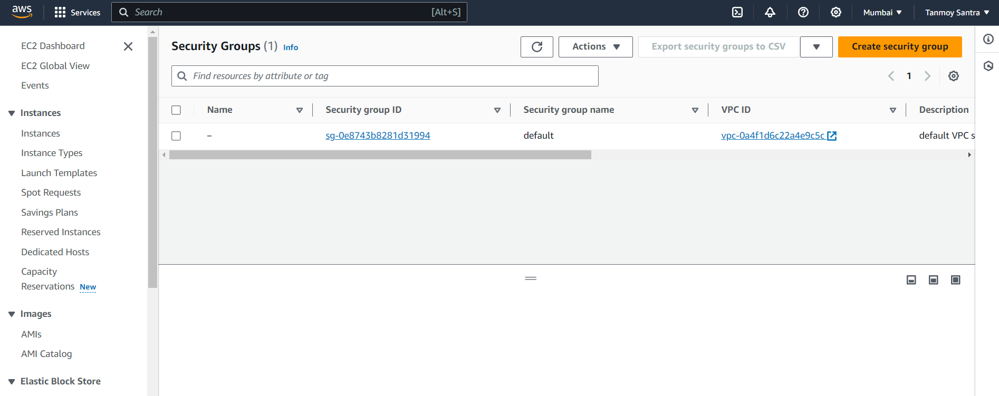 aws Services Search [Alt+S] Mumbai Tanmoy Santra
EC2 Dashboard
EC2 Global View
Events
Instances
Instances
Instance Types
Launch Templates
Spot Requests
Savings Plans
Reserved Instances
Dedicated Hosts
Capacity
Reservations New
Images
AMIs
AMI Catalog
Elastic Block Store
Security Groups (1) Info Actions Export security groups to CSV Create security group
Find resources by attribute or tag 1
Name Security group ID Security group name VPC ID Description
– sg-0e8743b8281d31994 default vpc-0a4f1d6c22a4e9c5c default VPC s